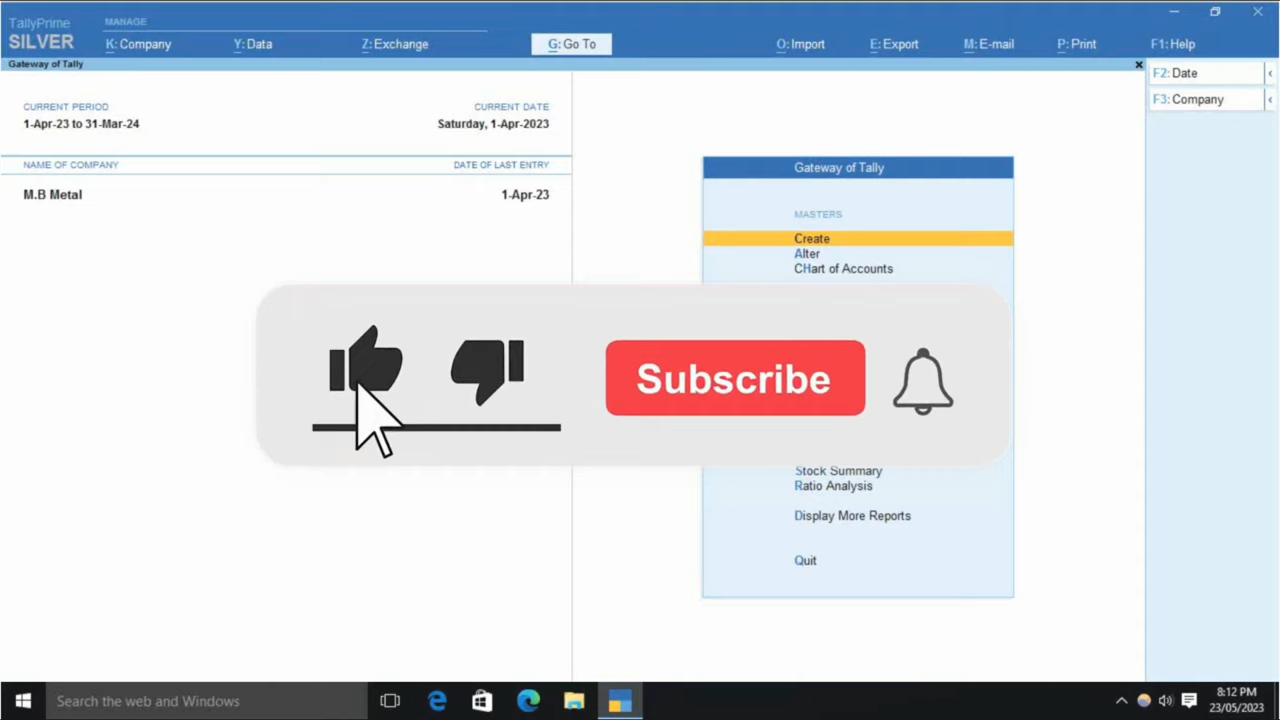 TallyPrime
SILVER
MANAGE
K: Company
Y: Data
Z: Exchange
G: Go To
O: Import
E: Export
M: E-mail
P: Print
F1: Help
Gateway of Tally
F2: Date
F3: Company
CURRENT PERIOD
CURRENT DATE
1-Apr-23 to 31-Mar-24
Saturday, 1-Apr-2023
NAME OF COMPANY
DATE OF LAST ENTRY
M.B Metal
1-Apr-23
Gateway of Tally
MASTERS
Create
Alter
CHart of Accounts
Subscribe
Stock Summary
Ratio Analysis
Display More Reports
Quit
Search the web and Windows
8:12 PM
23/05/2023